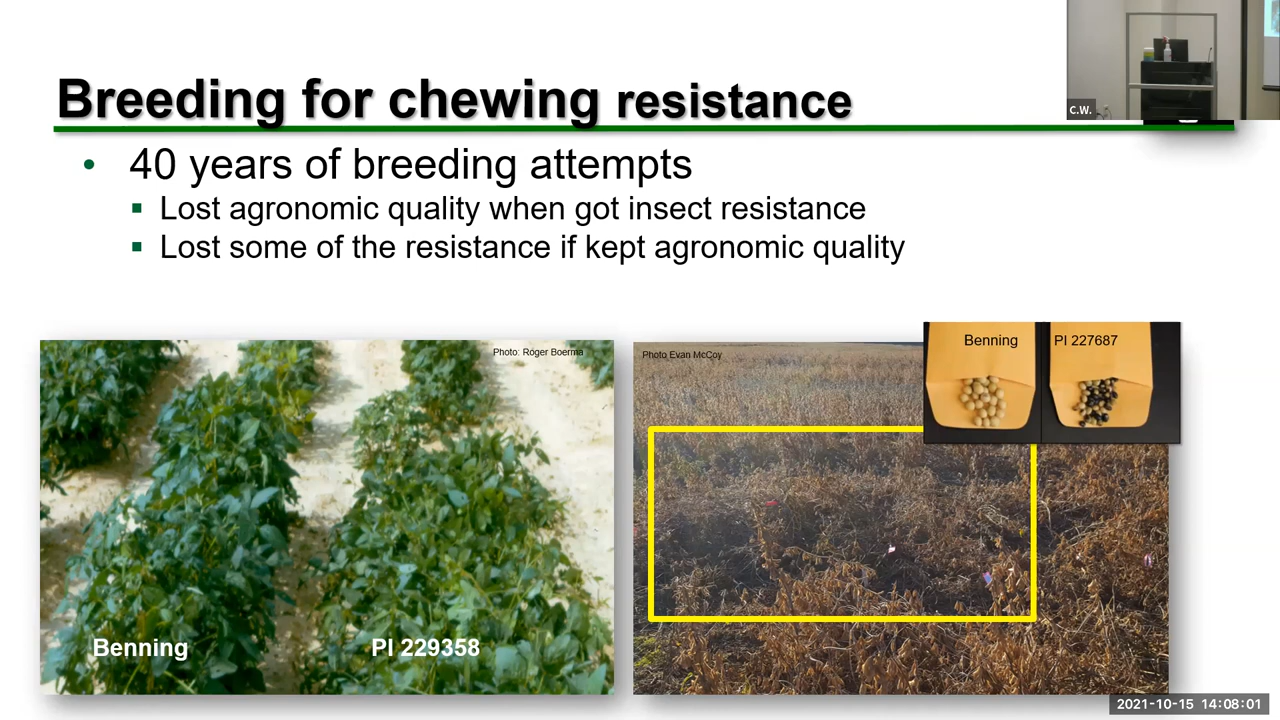 Breeding for chewing resistance
C.W.
• 40 years of breeding attempts
▪ Lost agronomic quality when got insect resistance
▪ Lost some of the resistance if kept agronomic quality
Photo: Roger Boerma
Benning
PI 229358
Photo Evan McCoy
Benning
PI 227687
2021-10-15 14:08:01